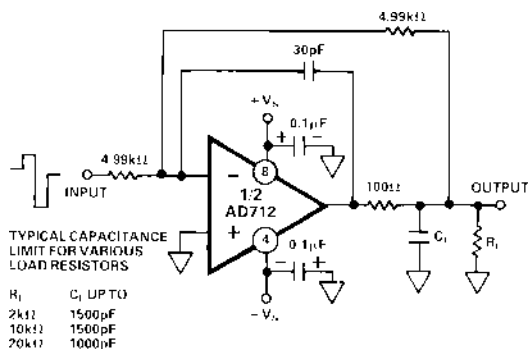 4.99kΩ
30pF
+VS
0.1µF
+ −
4.99kΩ
INPUT
−
8
1/2
AD712
+
4
100Ω
OUTPUT
CL
RL
0.1µF
− +
−VS
TYPICAL CAPACITANCE
LIMIT FOR VARIOUS
LOAD RESISTORS
RL CL UP TO
2kΩ 1500pF
10kΩ 1500pF
20kΩ 1000pF